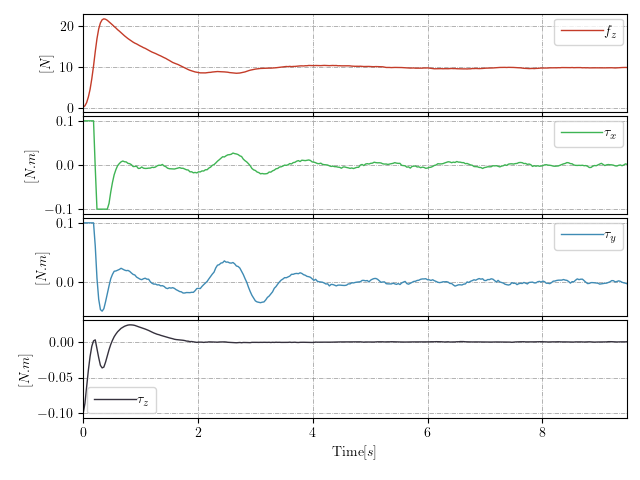 20
10
0
[N]
f_z
0.1
0.0
−0.1
[N.m]
τ_x
0.1
0.0
[N.m]
τ_y
0.00
−0.05
−0.10
[N.m]
τ_z
0 2 4 6 8
Time[s]